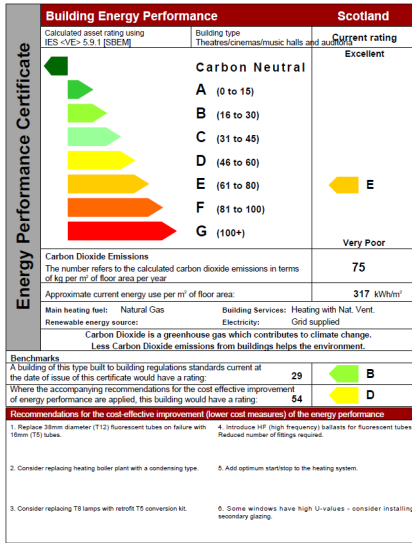 Energy Performance Certificate
Building Energy Performance Scotland
Calculated asset rating using
IES <VE> 5.9.1 [SBEM]
Building type
Theatres/cinemas/music halls and auditoria
Current rating
Excellent
Carbon Neutral
A (0 to 15)
B (16 to 30)
C (31 to 45)
D (46 to 60)
E (61 to 80)
F (81 to 100)
G (100+)
E
Very Poor
Carbon Dioxide Emissions
The number refers to the calculated carbon dioxide emissions in terms
of kg per m² of floor area per year
75
Approximate current energy use per m² of floor area: 317 kWh/m²
Main heating fuel: Natural Gas Building Services: Heating with Nat. Vent.
Renewable energy source: Electricity: Grid supplied
Carbon Dioxide is a greenhouse gas which contributes to climate change.
Less Carbon Dioxide emissions from buildings helps the environment.
Benchmarks
A building of this type built to building regulations standards current at
the date of issue of this certificate would have a rating: 29 B
Where the accompanying recommendations for the cost effective improvement
of energy performance are applied, this building would have a rating: 54 D
Recommendations for the cost-effective improvement (lower cost measures) of the energy performance
1. Replace 38mm diameter (T12) fluorescent tubes on failure with
16mm (T5) tubes.
4. Introduce HF (high frequency) ballasts for fluorescent tubes:
Reduced number of fittings required.
2. Consider replacing heating boiler plant with a condensing type.
5. Add optimum start/stop to the heating system.
3. Consider replacing T8 lamps with retrofit T5 conversion kit.
6. Some windows have high U-values - consider installing
secondary glazing.